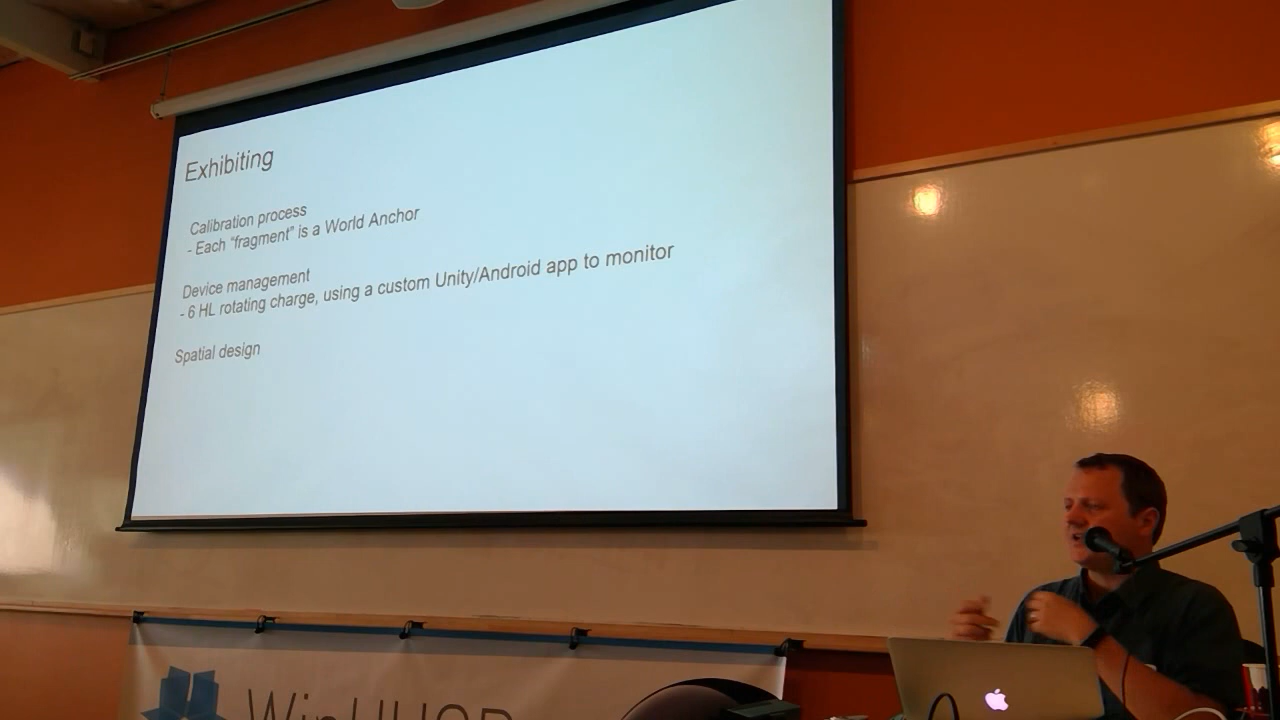 Exhibiting
Calibration process
- Each “fragment” is a World Anchor
Device management
- 6 HL rotating charge, using a custom Unity/Android app to monitor
Spatial design